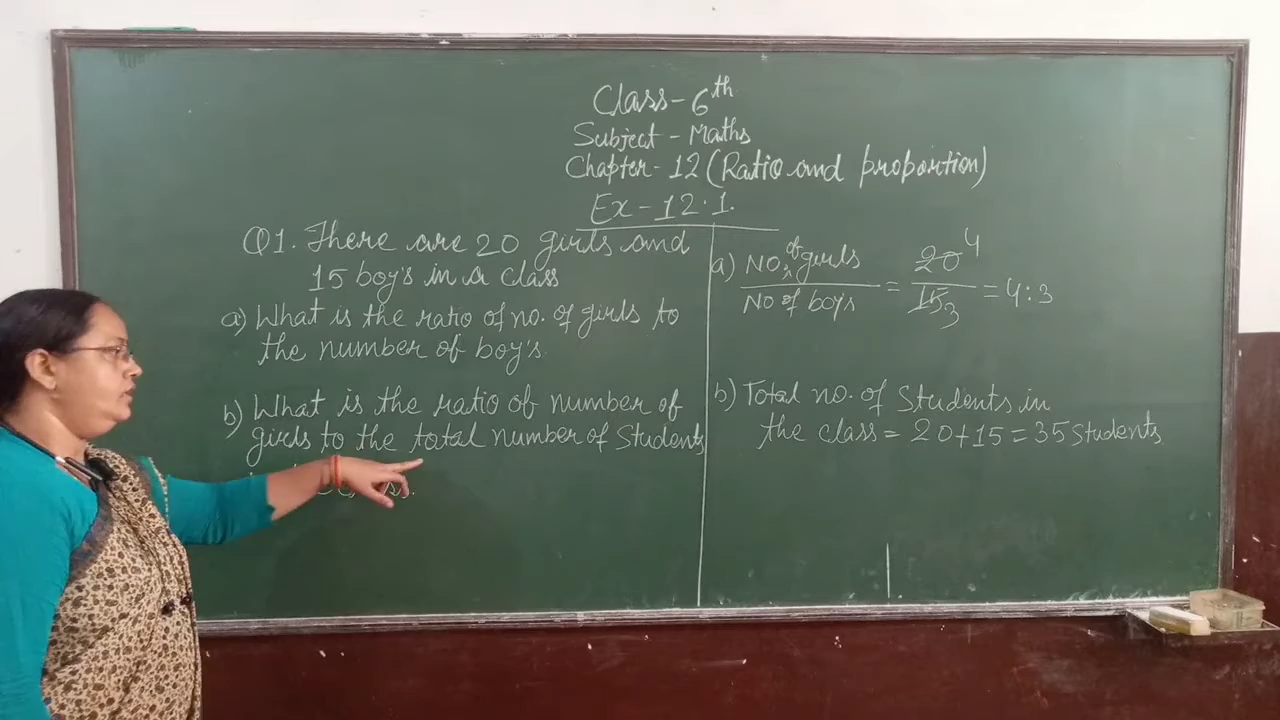 Class-6th
Subject - Maths
Chapter-12 (Ratio and proportion)
Ex-12.1.
Q1. There are 20 girls and
15 boy's in a class
a) What is the ratio of no. of girls to
the number of boy's.
b) What is the ratio of number of
girls to the total number of Students
a) NO. of girls / NO of boys = 20 4 / 15 3 = 4:3
b) Total no. of Students in
the class = 20+15 = 35 Students